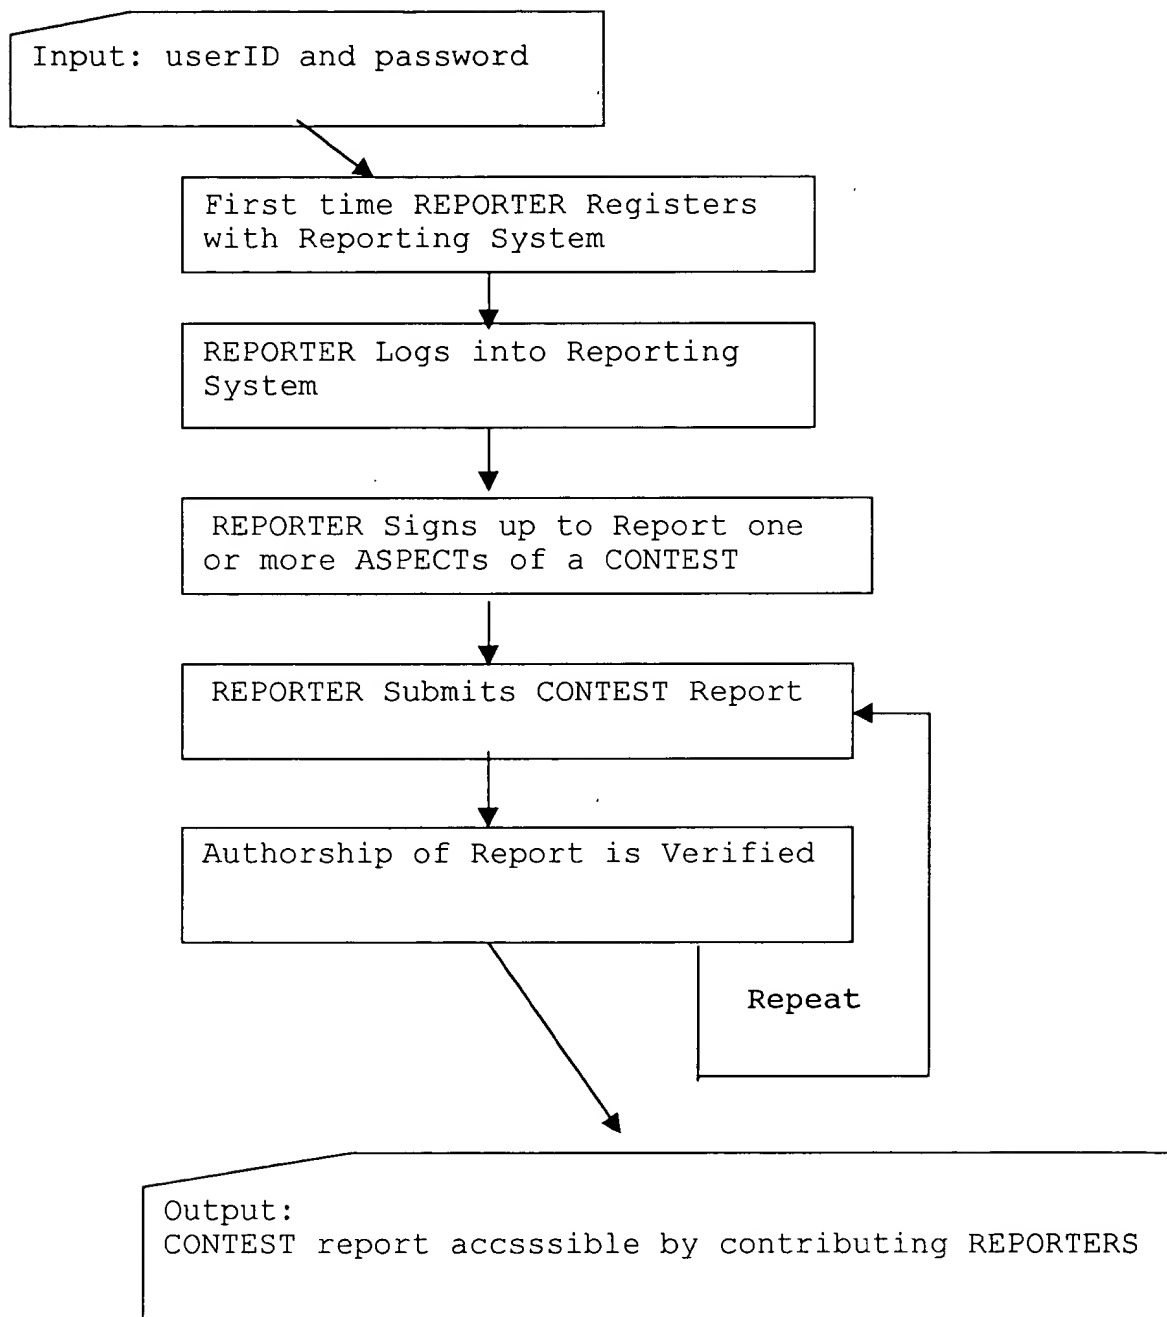 Input: userID and password
First time REPORTER Registers
with Reporting System
REPORTER Logs into Reporting
System
REPORTER Signs up to Report one
or more ASPECTs of a CONTEST
REPORTER Submits CONTEST Report
Authorship of Report is Verified
Repeat
Output:
CONTEST report accsssible by contributing REPORTERS